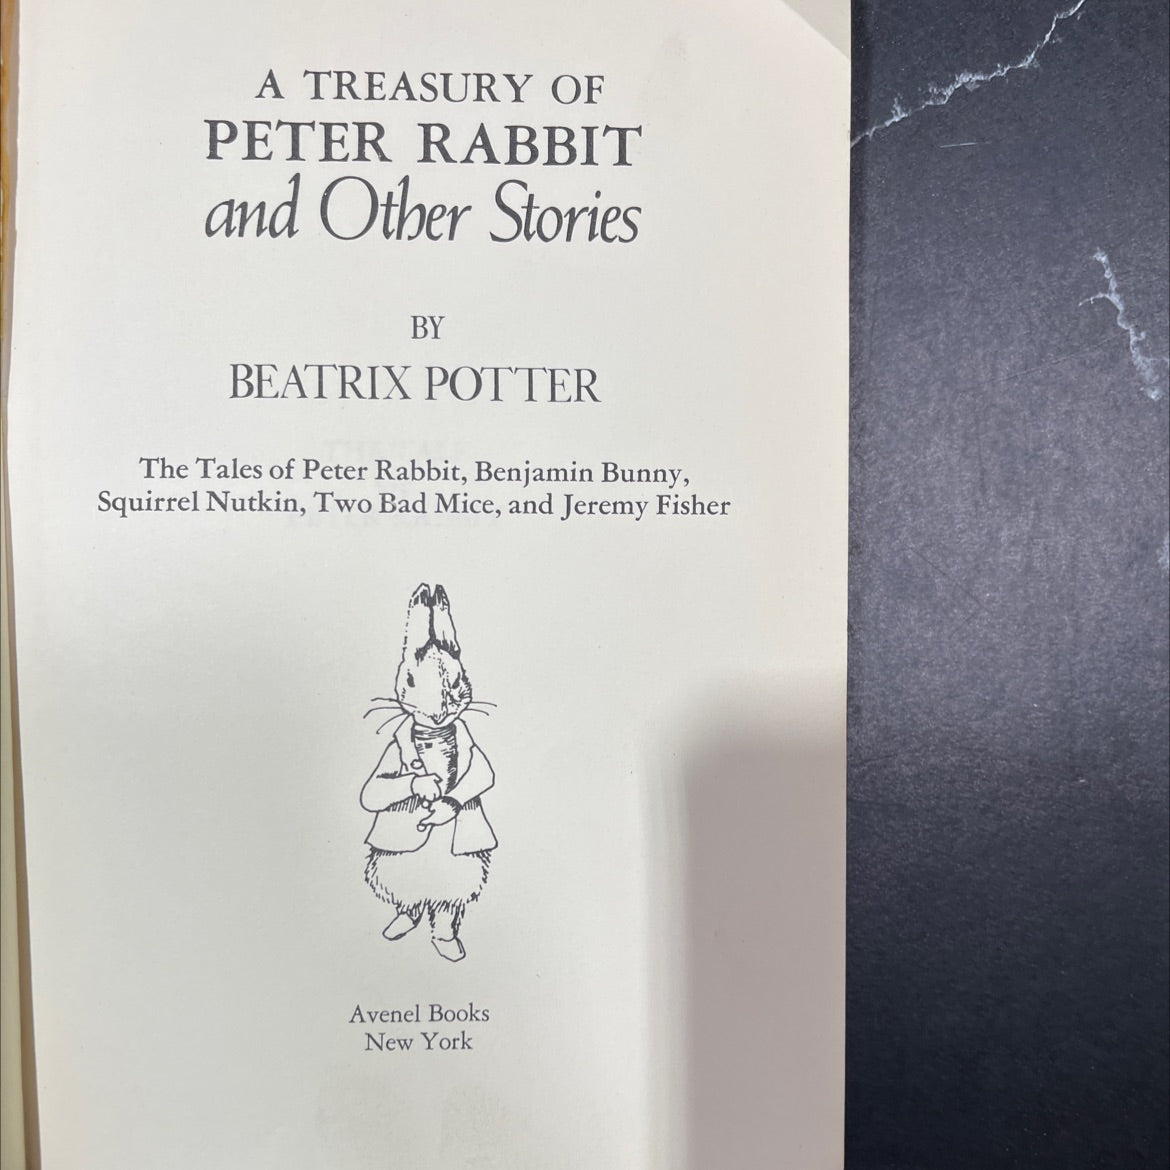 A TREASURY OF
PETER RABBIT
and Other Stories
BY
BEATRIX POTTER
The Tales of Peter Rabbit, Benjamin Bunny,
Squirrel Nutkin, Two Bad Mice, and Jeremy Fisher
Avenel Books
New York